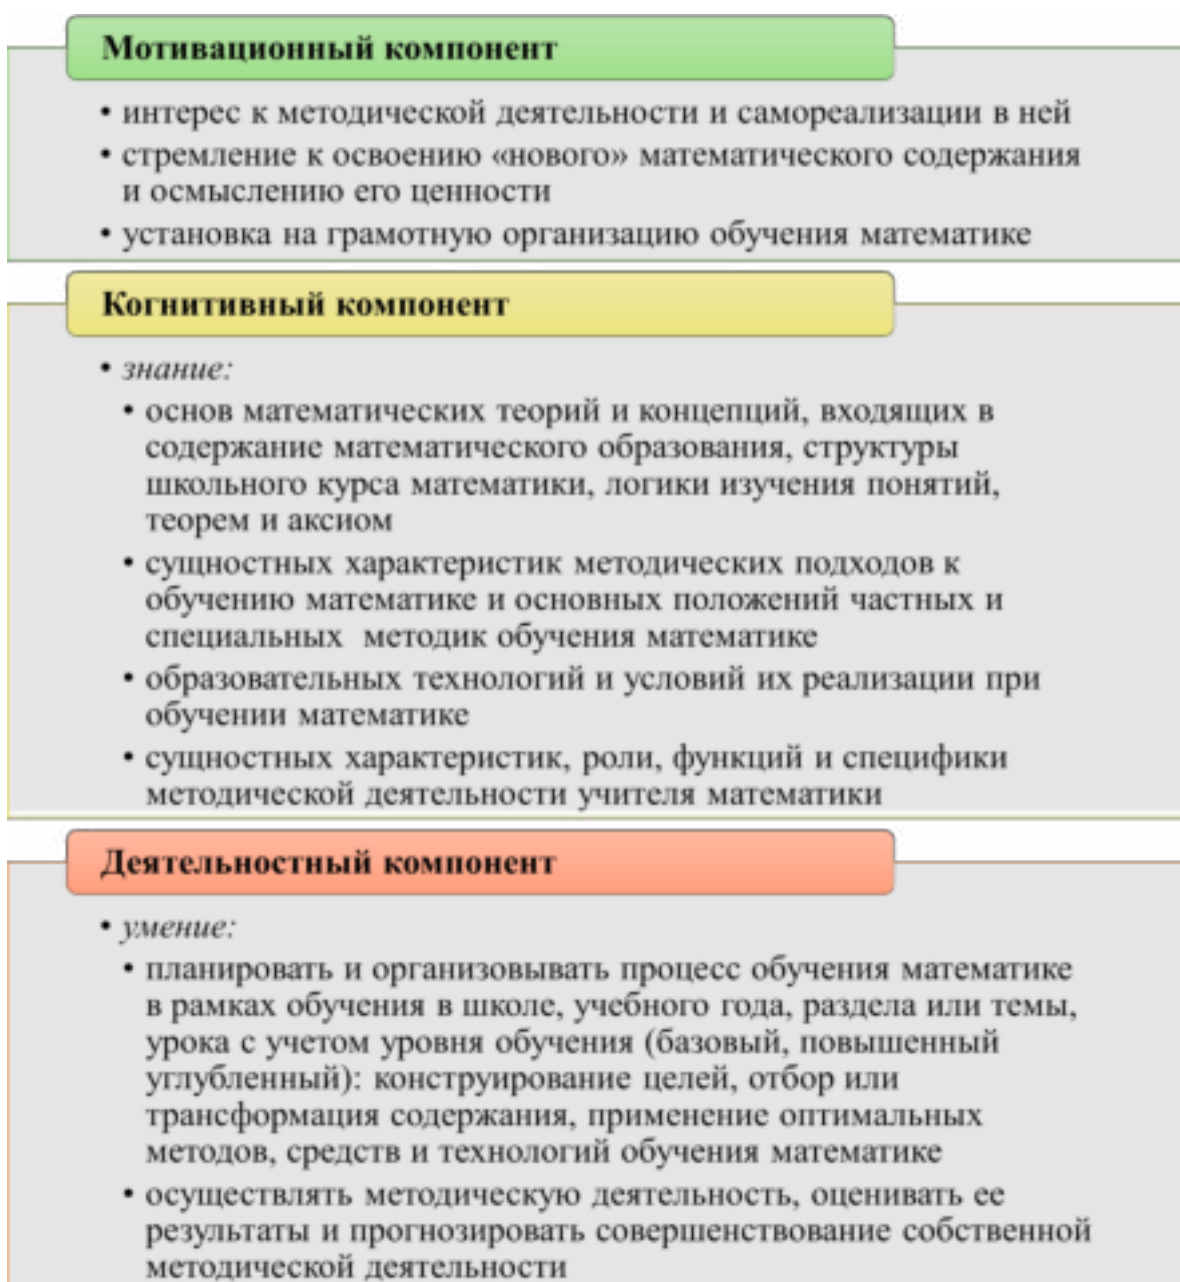 Мотивационный компонент
• интерес к методической деятельности и самореализации в ней
• стремление к освоению «нового» математического содержания
и осмыслению его ценности
• установка на грамотную организацию обучения математике
Когнитивный компонент
• знание:
• основ математических теорий и концепций, входящих в
содержание математического образования, структуры
школьного курса математики, логики изучения понятий,
теорем и аксиом
• сущностных характеристик методических подходов к
обучению математике и основных положений частных и
специальных методик обучения математике
• образовательных технологий и условий их реализации при
обучении математике
• сущностных характеристик, роли, функций и специфики
методической деятельности учителя математики
Деятельностный компонент
• умение:
• планировать и организовывать процесс обучения математике
в рамках обучения в школе, учебного года, раздела или темы,
урока с учетом уровня обучения (базовый, повышенный
углубленный): конструирование целей, отбор или
трансформация содержания, применение оптимальных
методов, средств и технологий обучения математике
• осуществлять методическую деятельность, оценивать ее
результаты и прогнозировать совершенствование собственной
методической деятельности